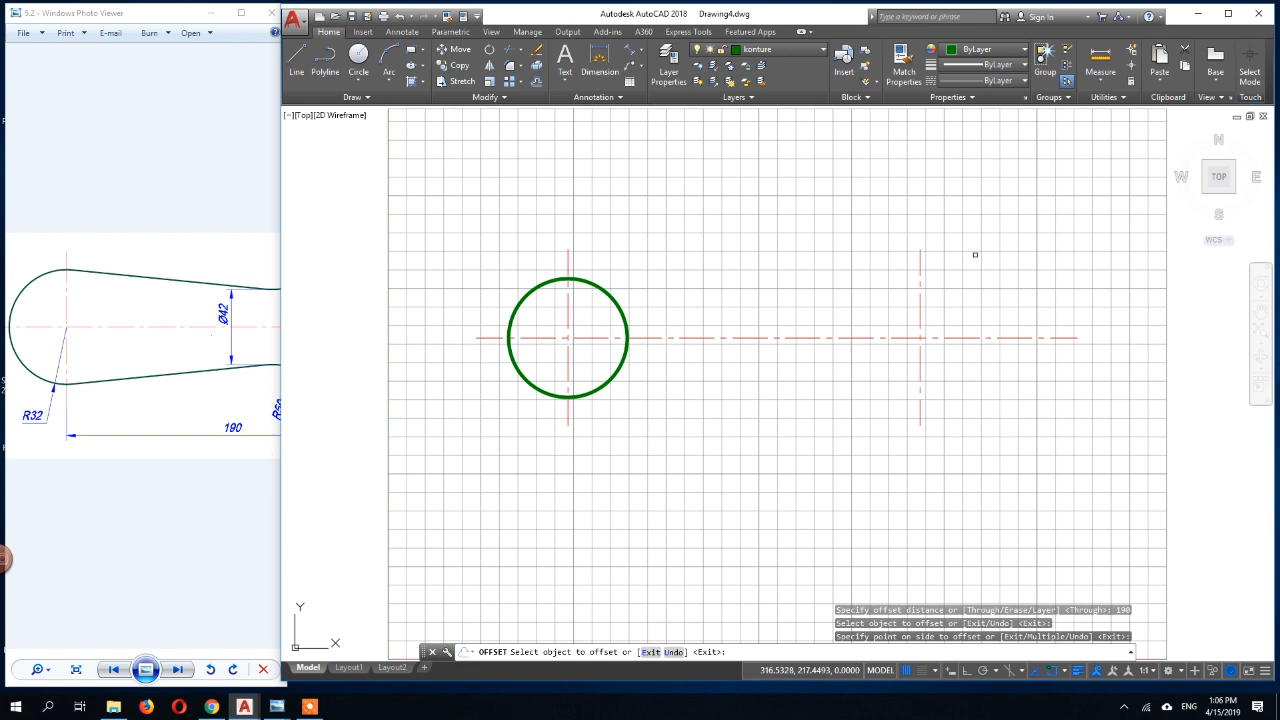 5.2 - Windows Photo Viewer
File Print E-mail Burn Open
Ø42
R32
190
R60
Autodesk AutoCAD 2018 Drawing4.dwg
Type a keyword or phrase
Sign In
Home Insert Annotate Parametric View Manage Output Add-ins A360 Express Tools Featured Apps
Line Polyline Circle Arc
Move
Copy
Stretch
Text Dimension
Layer Properties
konture
Insert
Match Properties
ByLayer
ByLayer
ByLayer
Group
Measure
Paste
Base
Select Mode
Draw Modify Annotation Layers Block Properties Groups Utilities Clipboard View Touch
[−][Top][2D Wireframe]
N
W TOP E
S
WCS
Y
X
Specify offset distance or [Through/Erase/Layer] <Through>: 190
Select object to offset or [Exit/Undo] <Exit>:
Specify point on side to offset or [Exit/Multiple/Undo] <Exit>:
OFFSET Select object to offset or [Exit Undo] <Exit>:
Model Layout1 Layout2 +
316.5328, 217.4493, 0.0000 MODEL 1:1
ENG
1:06 PM
4/15/2019